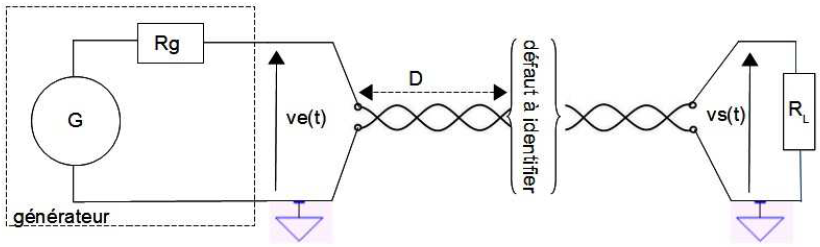 Rg
G
générateur
ve(t)
D
défaut à identifier
vs(t)
RL